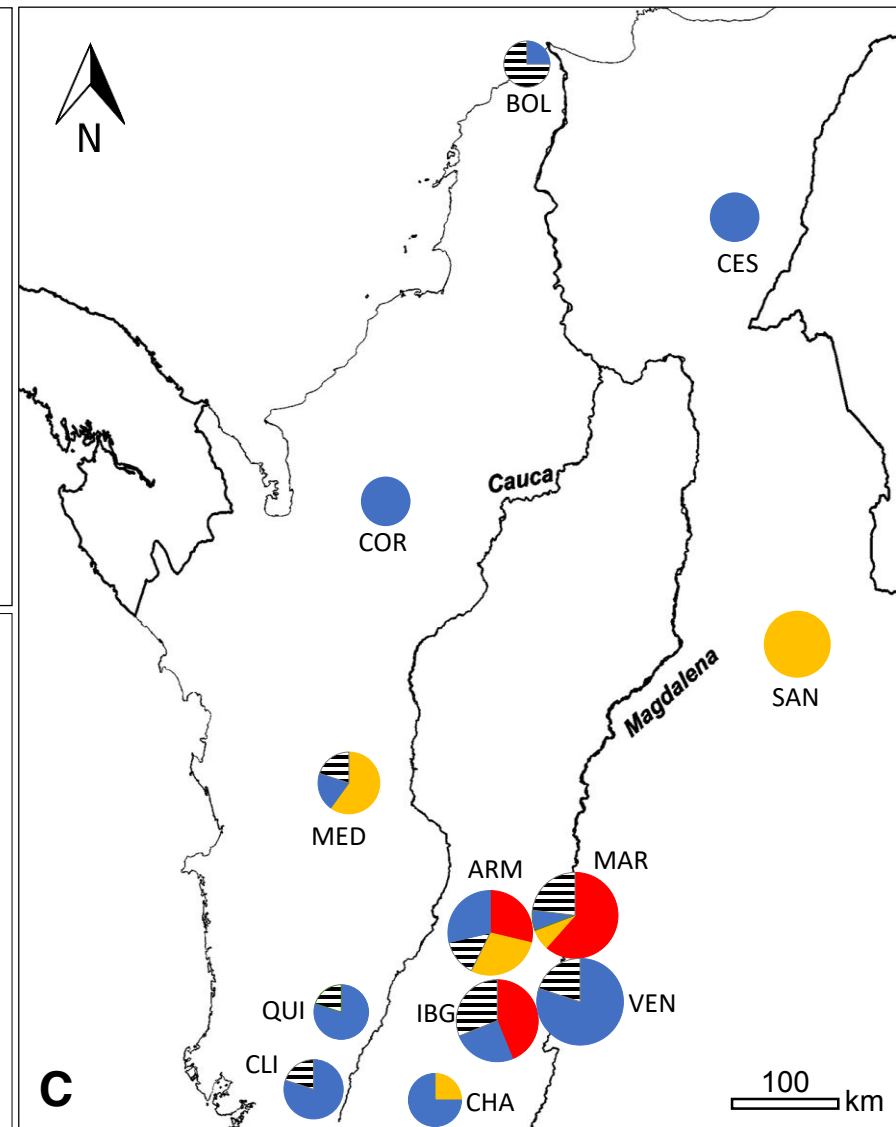 N
BOL
CES
Cauca
COR
SAN
Magdalena
MED
ARM
MAR
QUI
IBG
VEN
CLI
C
CHA
100
km